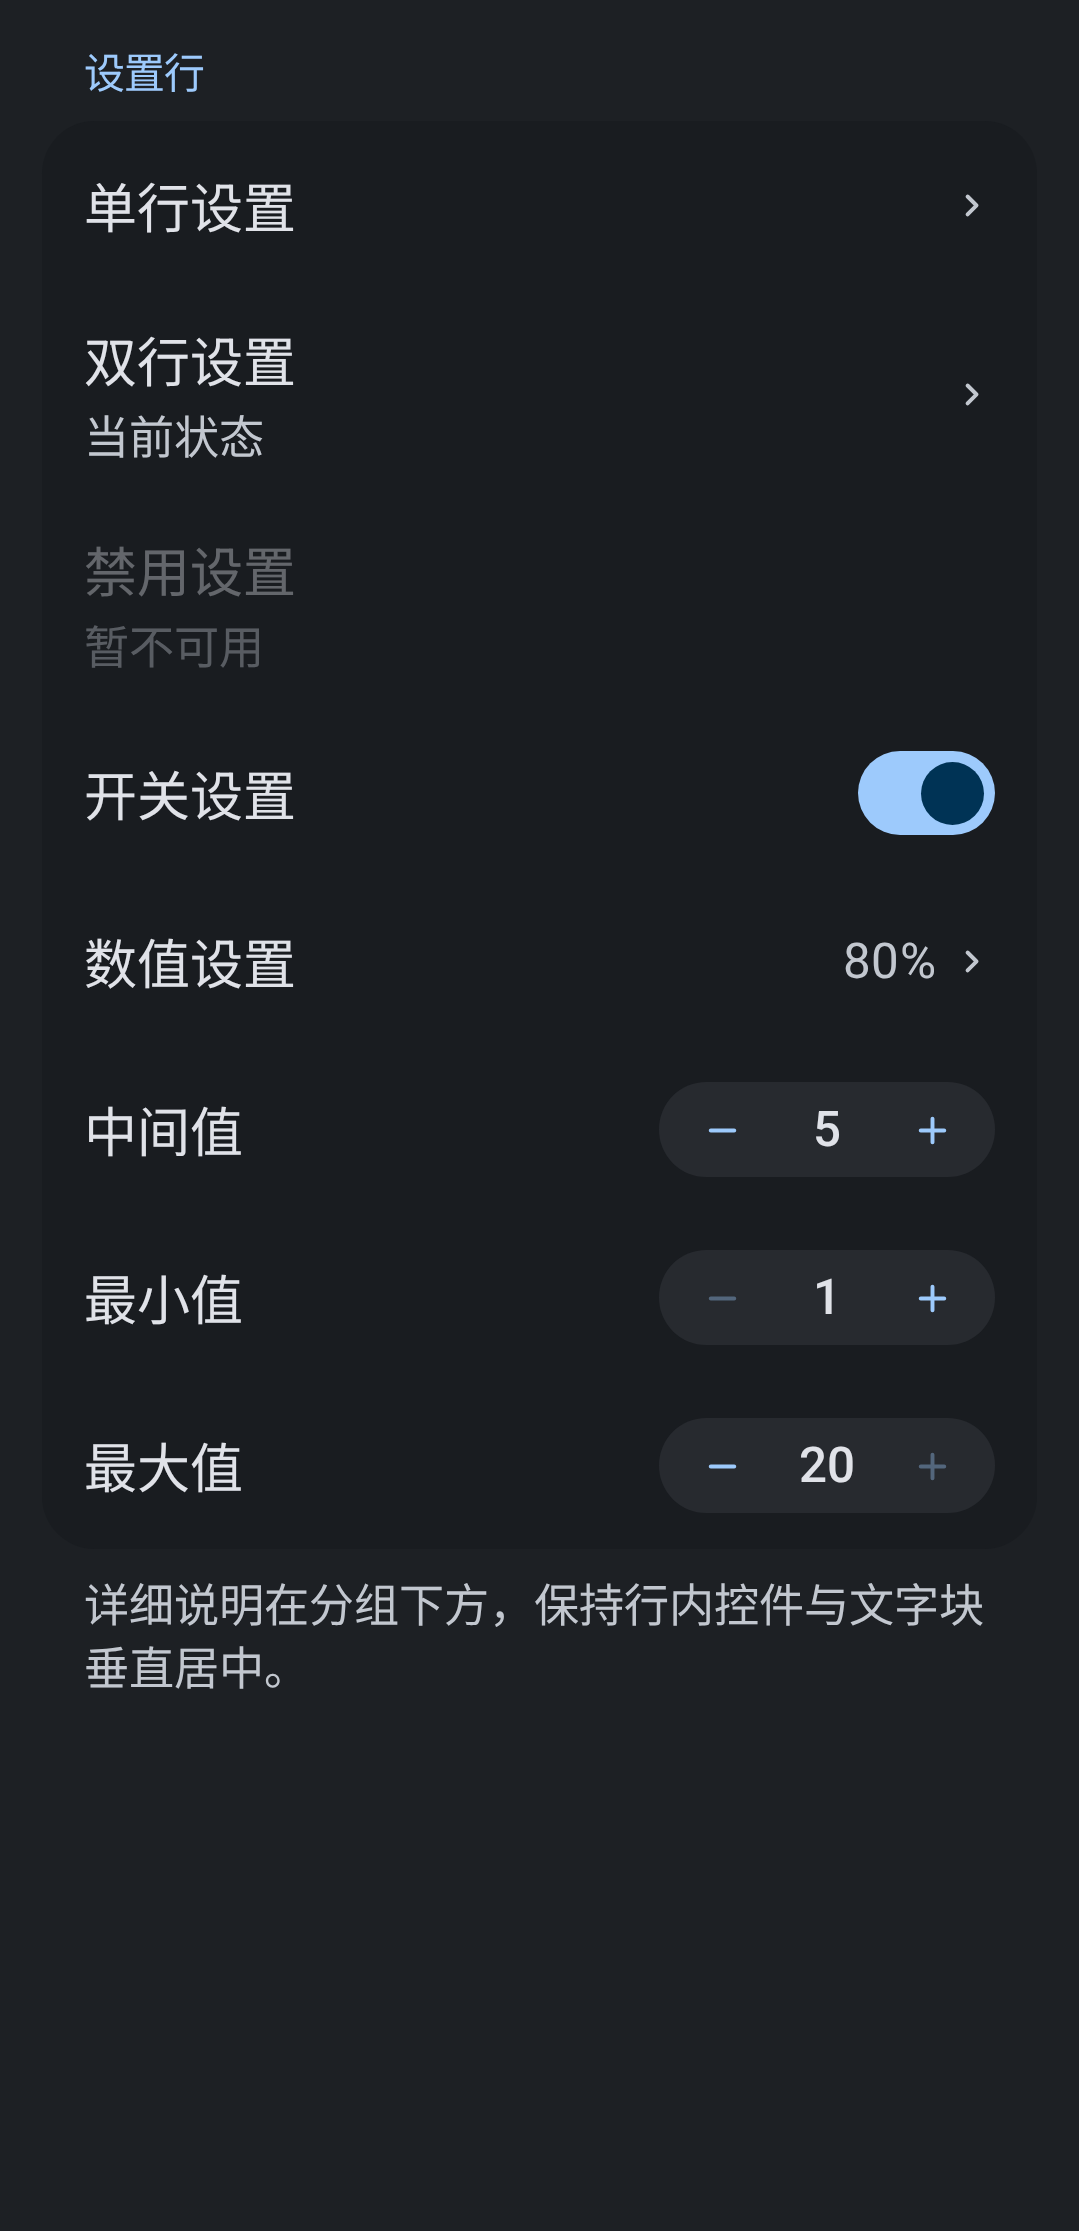 设置行
单行设置
双行设置
当前状态
禁用设置
暂不可用
开关设置
数值设置 80%
中间值 5
最小值 1
最大值 20
详细说明在分组下方，保持行内控件与文字块
垂直居中。